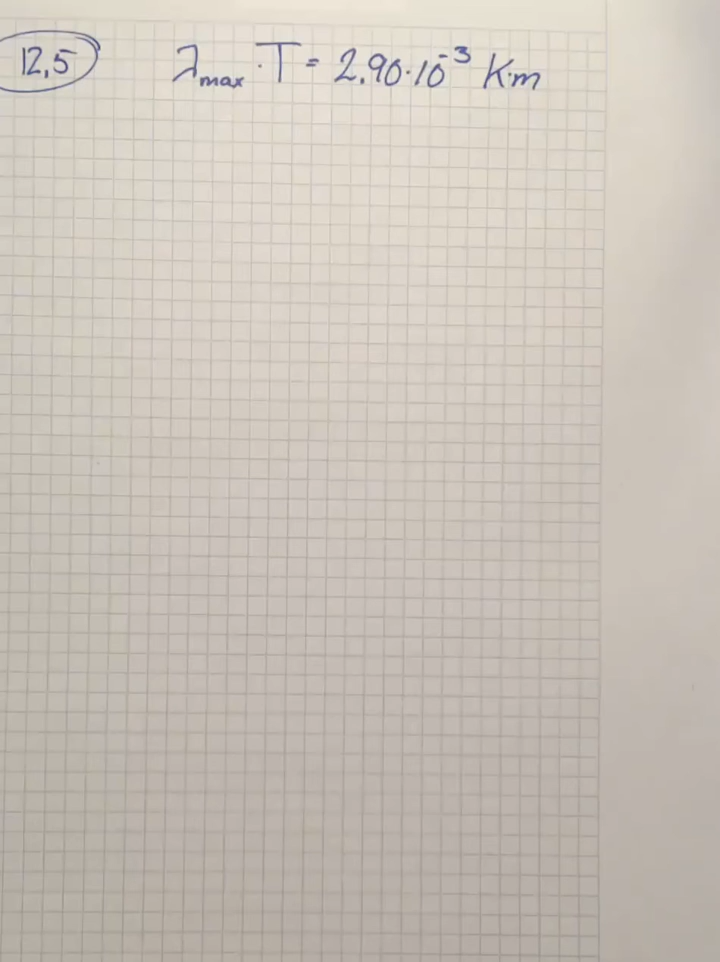 12,5 λmax · T = 2,90·10⁻³ K·m